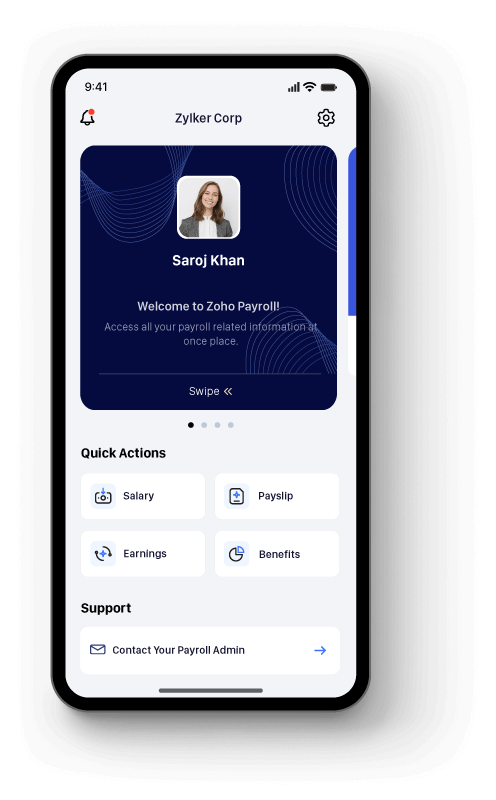 9:41
Zylker Corp
Saroj Khan
Welcome to Zoho Payroll!
Access all your payroll related information at
once place.
Swipe
Quick Actions
Salary
Payslip
Earnings
Benefits
Support
Contact Your Payroll Admin